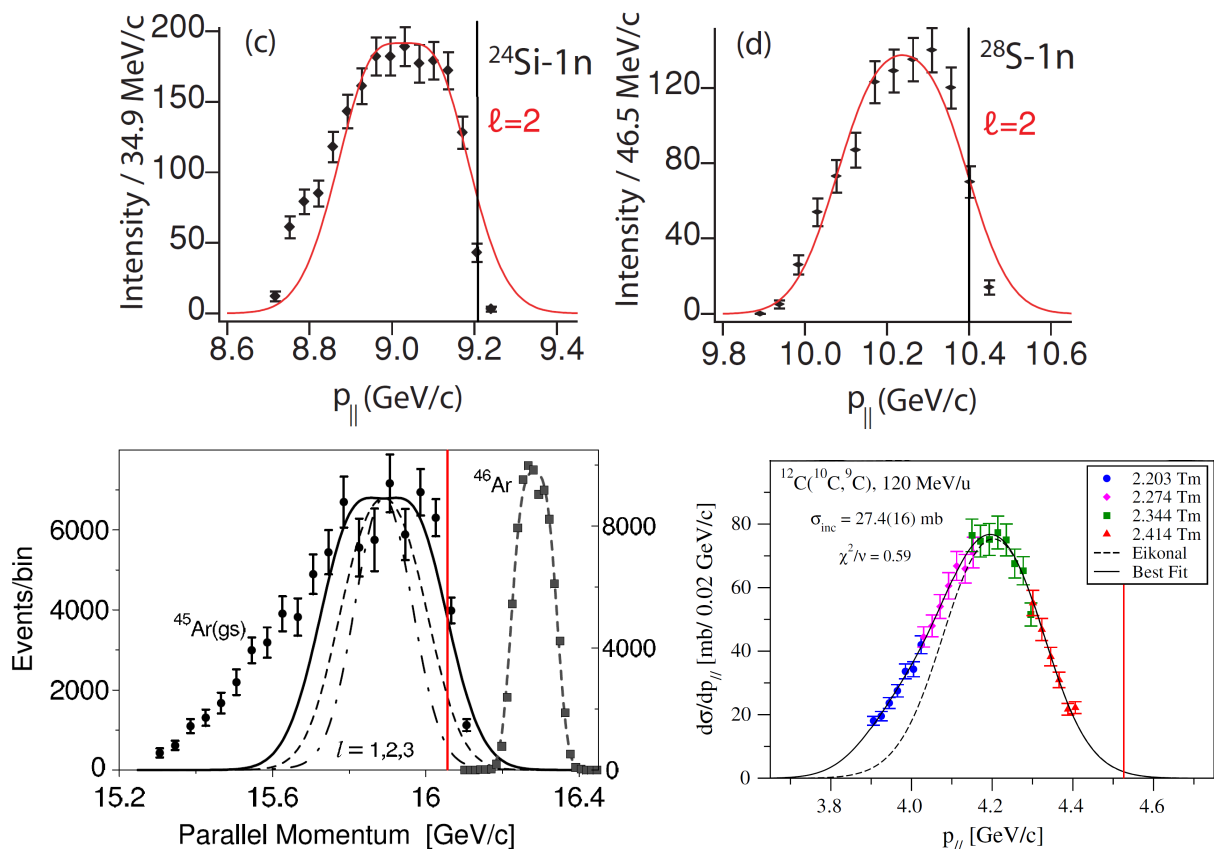 (c)
²⁴Si-1n
ℓ=2
Intensity / 34.9 MeV/c
200
150
100
50
0
8.6 8.8 9.0 9.2 9.4
p|| (GeV/c)
(d)
²⁸S-1n
ℓ=2
Intensity / 46.5 MeV/c
120
80
40
0
9.8 10.0 10.2 10.4 10.6
p|| (GeV/c)
⁴⁶Ar
⁴⁵Ar(gs)
l = 1,2,3
Events/bin
6000
4000
2000
0
8000
4000
0
15.2 15.6 16 16.4
Parallel Momentum [GeV/c]
¹²C(¹⁰C,⁹C), 120 MeV/u
σinc = 27.4(16) mb
χ²/ν = 0.59
2.203 Tm
2.274 Tm
2.344 Tm
2.414 Tm
Eikonal
Best Fit
dσ/dp// [mb/ 0.02 GeV/c]
80
60
40
20
0
3.8 4.0 4.2 4.4 4.6
p// [GeV/c]